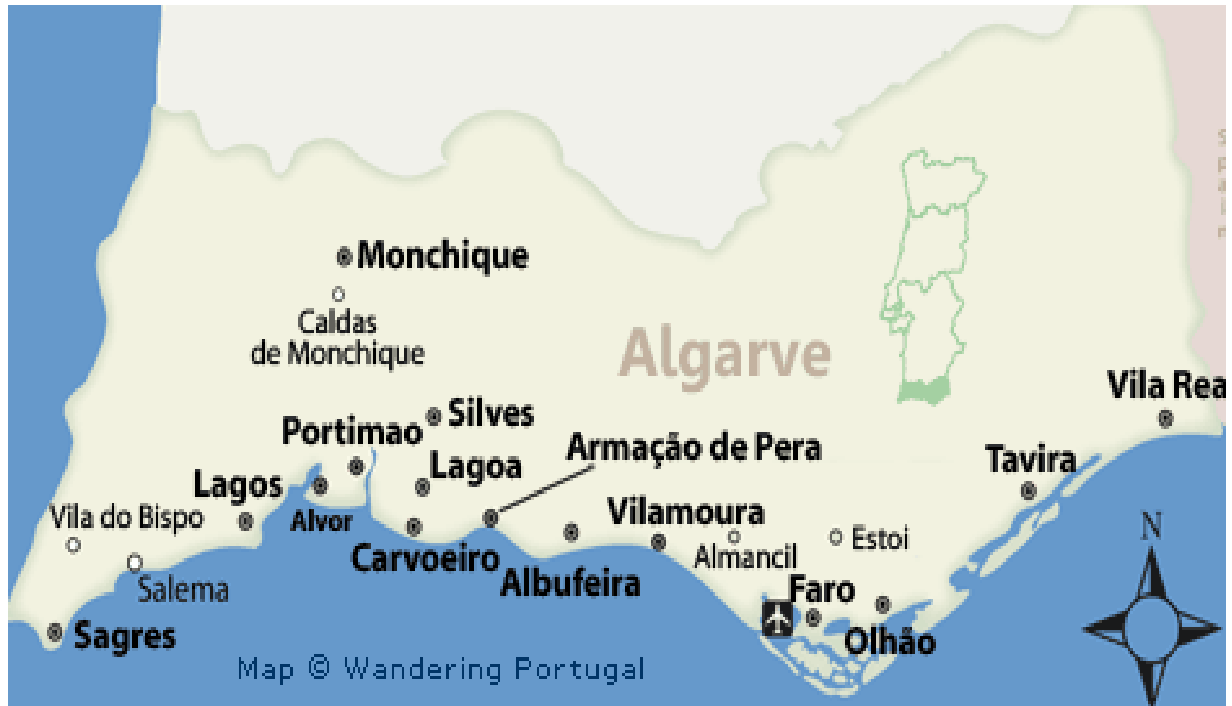 Monchique
Caldas
de Monchique
Algarve
Vila Rea
Silves
Portimao
Armação de Pera
Lagoa
Tavira
Lagos
Alvor
Vila do Bispo
Vilamoura
N
Carvoeiro
Almancil
Estoi
Salema
Albufeira
Faro
Sagres
Olhão
Map © Wandering Portugal